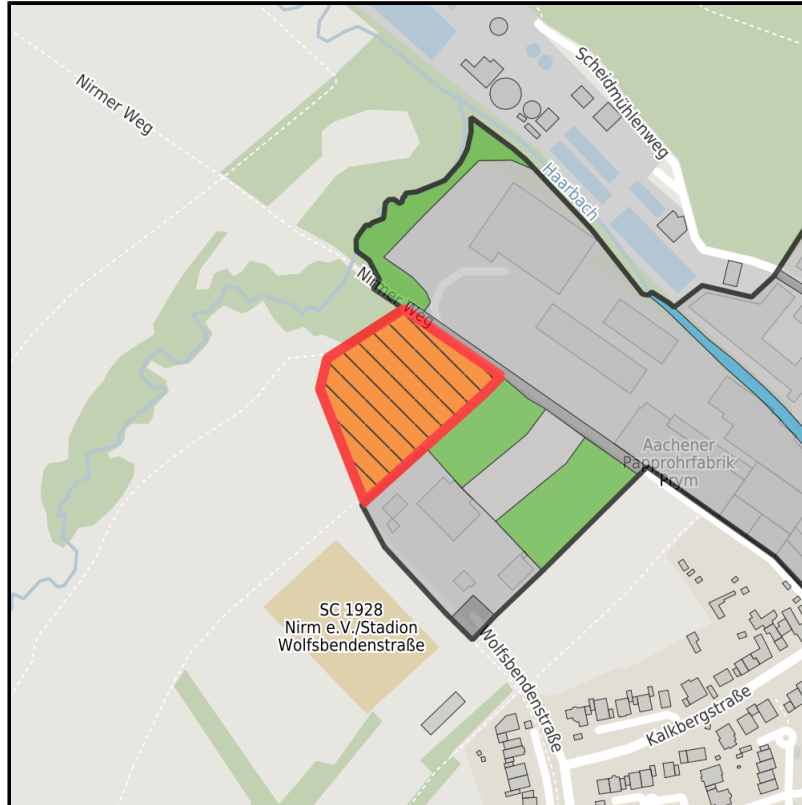 Nirmer Weg
Scheidmühlenweg
Haarbach
Nirmer Weg
Aachener
Papprohrfabrik
Prym
SC 1928
Nirm e.V./Stadion
Wolfsbendenstraße
Wolfsbendenstraße
Kalkbergstraße